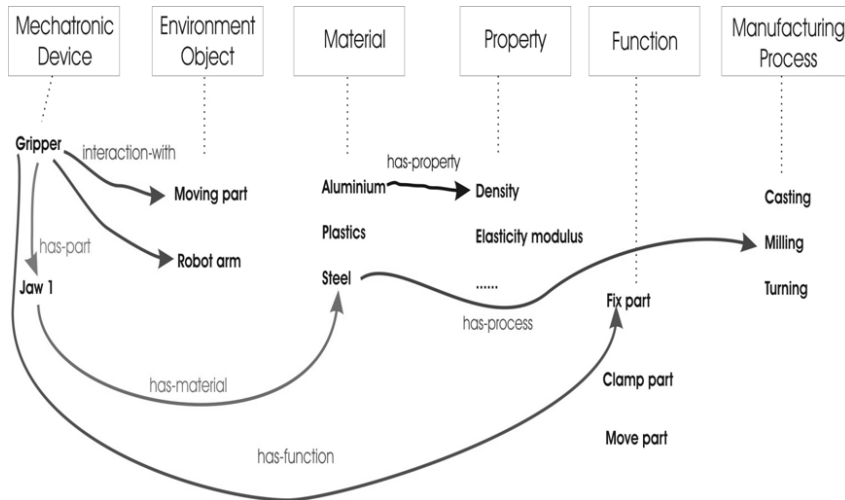 Mechatronic
Device
Environment
Object
Material
Property
Function
Manufacturing
Process
Gripper
interaction-with
has-property
Moving part
Aluminium
Density
Casting
has-part
Plastics
Elasticity modulus
Robot arm
Milling
Jaw 1
Steel
......
Turning
Fix part
has-process
has-material
Clamp part
Move part
has-function